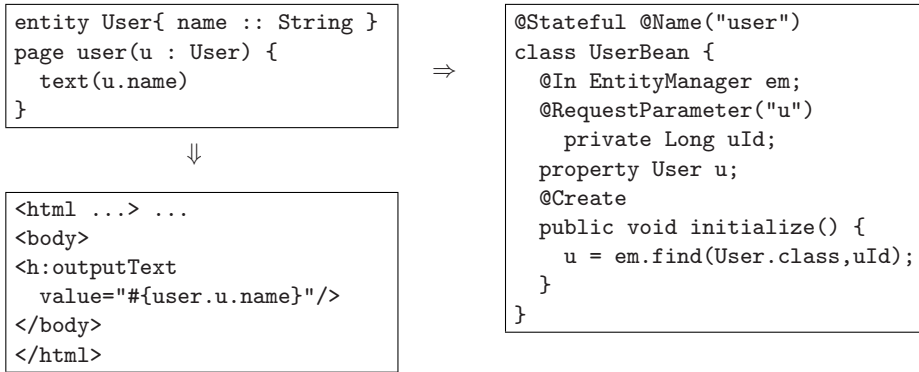 entity User{ name :: String }
page user(u : User) {
  text(u.name)
}
⇒
⇓
<html ...> ...
<body>
<h:outputText
  value="#{user.u.name}"/>
</body>
</html>
@Stateful @Name("user")
class UserBean {
  @In EntityManager em;
  @RequestParameter("u")
    private Long uId;
  property User u;
  @Create
  public void initialize() {
    u = em.find(User.class,uId);
  }
}